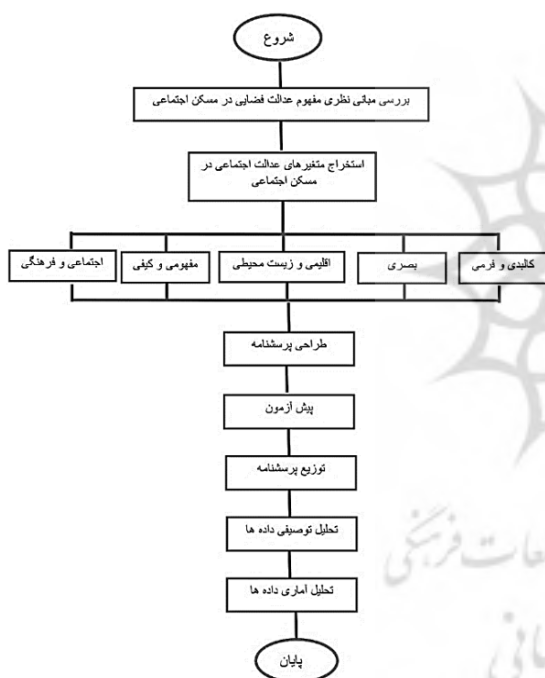 شروع
بررسی مبانی نظری مفهوم عدالت فضایی در مسکن اجتماعی
استخراج متغیرهای عدالت اجتماعی در
مسکن اجتماعی
کالبدی و فرمی
بصری
اقلیمی و زیست محیطی
مفهومی و کیفی
اجتماعی و فرهنگی
طراحی پرسشنامه
پیش آزمون
توزیع پرسشنامه
تحلیل توصیفی داده ها
تحلیل آماری داده ها
پایان